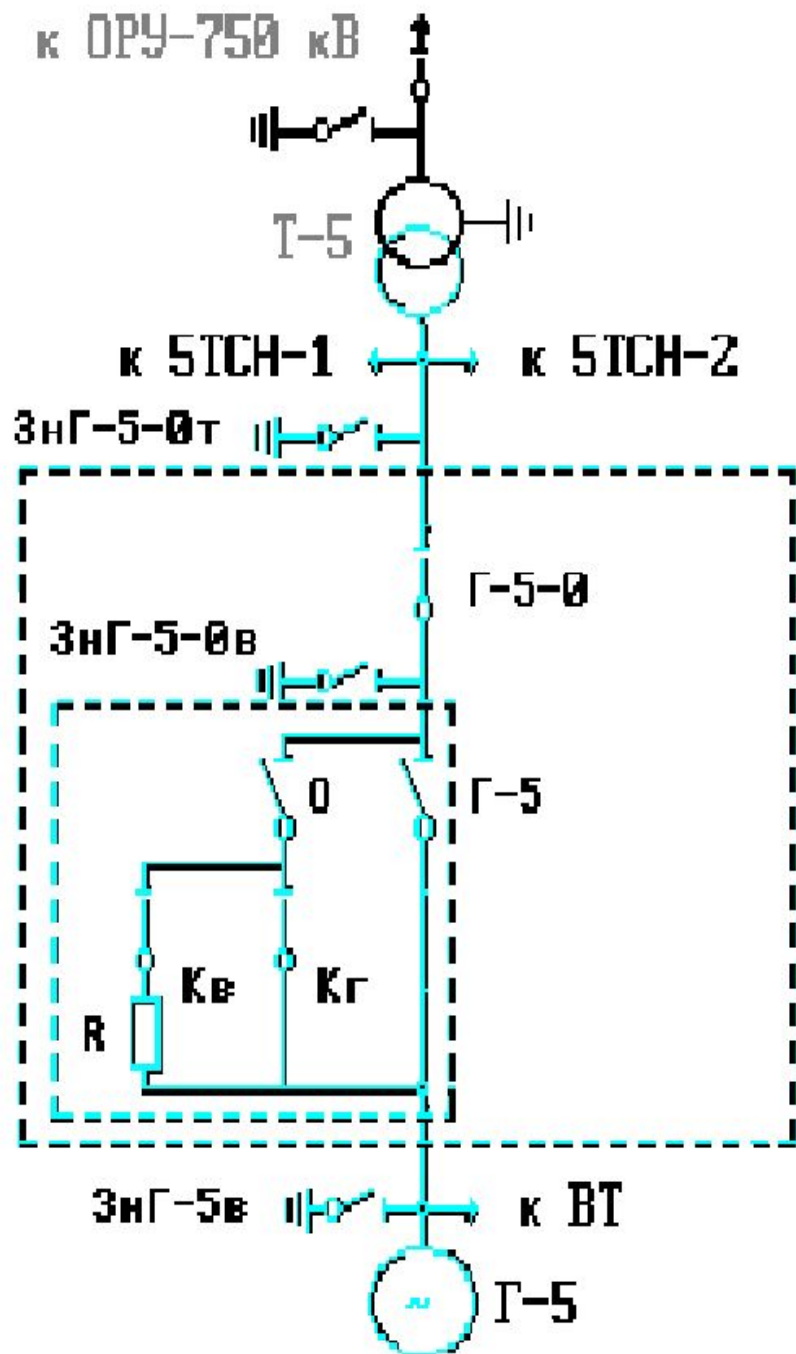 к ОРУ-750 кВ
Т-5
к 5ТСН-1 к 5ТСН-2
ЗнГ-5-0т
Г-5-0
ЗнГ-5-0в
О Г-5
Кв Кг
R
ЗнГ-5в к ВТ
Г-5